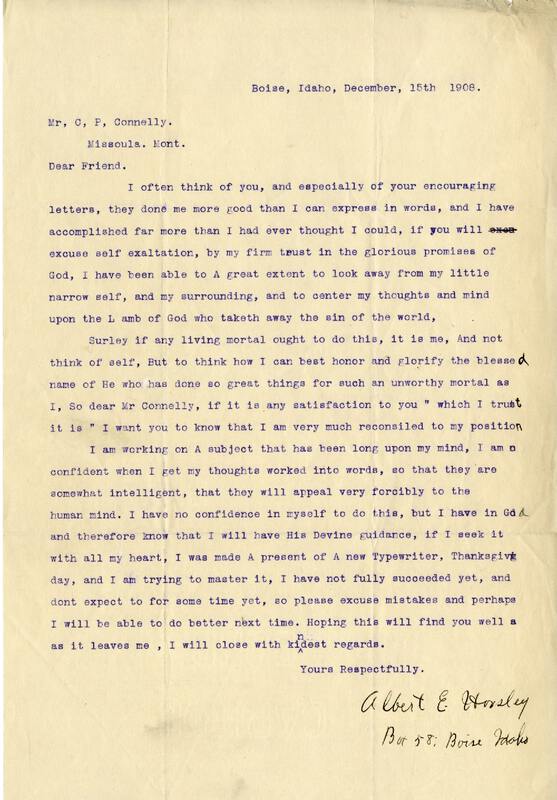 Boise, Idaho, December, 15th 1908.
Mr, C, P, Connelly.
Missoula. Mont.
Dear Friend.
I often think of you, and especially of your encouraging
letters, they done me more good than I can express in words, and I have
accomplished far more than I had ever thought I could, if you will
excuse self exaltation, by my firm trust in the glorious promises of
God, I have been able to A great extent to look away from my little
narrow self, and my surrounding, and to center my thoughts and mind
upon the L amb of God who taketh away the sin of the world,
Surley if any living mortal ought to do this, it is me, And not
think of self, But to think how I can best honor and glorify the blessed
name of He who has done so great things for such an unworthy mortal as
I, So dear Mr Connelly, if it is any satisfaction to you " which I trust
it is " I want you to know that I am very much reconsiled to my position
I am working on A subject that has been long upon my mind, I am
confident when I get my thoughts worked into words, so that they are
somewhat intelligent, that they will appeal very forcibly to the
human mind. I have no confidence in myself to do this, but I have in God
and therefore know that I will have His Devine guidance, if I seek it
with all my heart, I was made A present of A new Typewriter, Thanksgivg
day, and I am trying to master it, I have not fully succeeded yet, and
dont expect to for some time yet, so please excuse mistakes and perhaps
I will be able to do better next time. Hoping this will find you well a
as it leaves me , I will close with kindest regards.
Yours Respectfully.
Albert E Horsley
Box 58, Boise Idaho